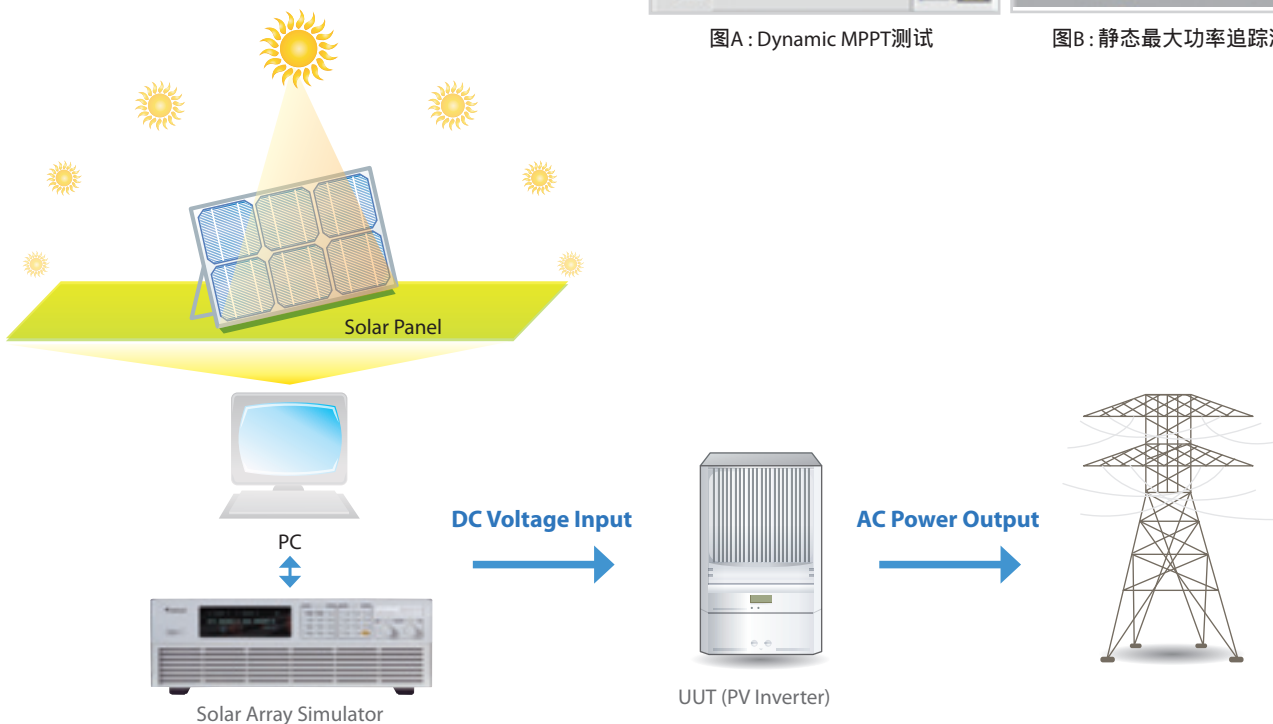 图A : Dynamic MPPT测试
图B : 静态最大功率追踪
Solar Panel
PC
DC Voltage Input
AC Power Output
Solar Array Simulator
UUT (PV Inverter)